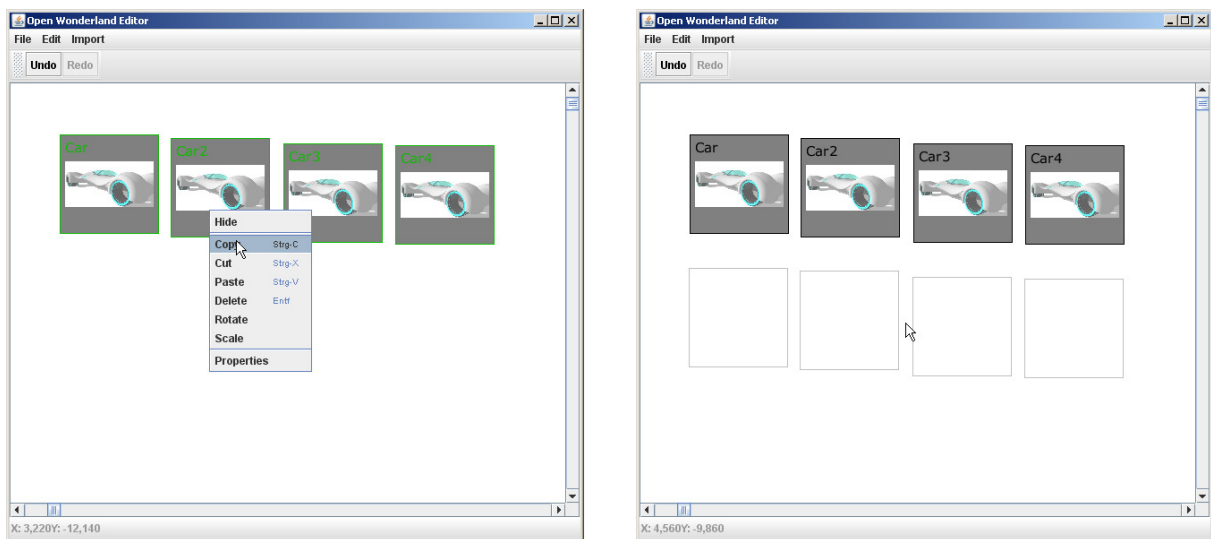 Open Wonderland Editor
File Edit Import
Undo Redo
Car Car2 Car3 Car4
Hide
Copy Strg-C
Cut Strg-X
Paste Strg-V
Delete Entf
Rotate
Scale
Properties
X: 3,220Y: -12,140
Open Wonderland Editor
File Edit Import
Undo Redo
Car Car2 Car3 Car4
X: 4,560Y: -9,860